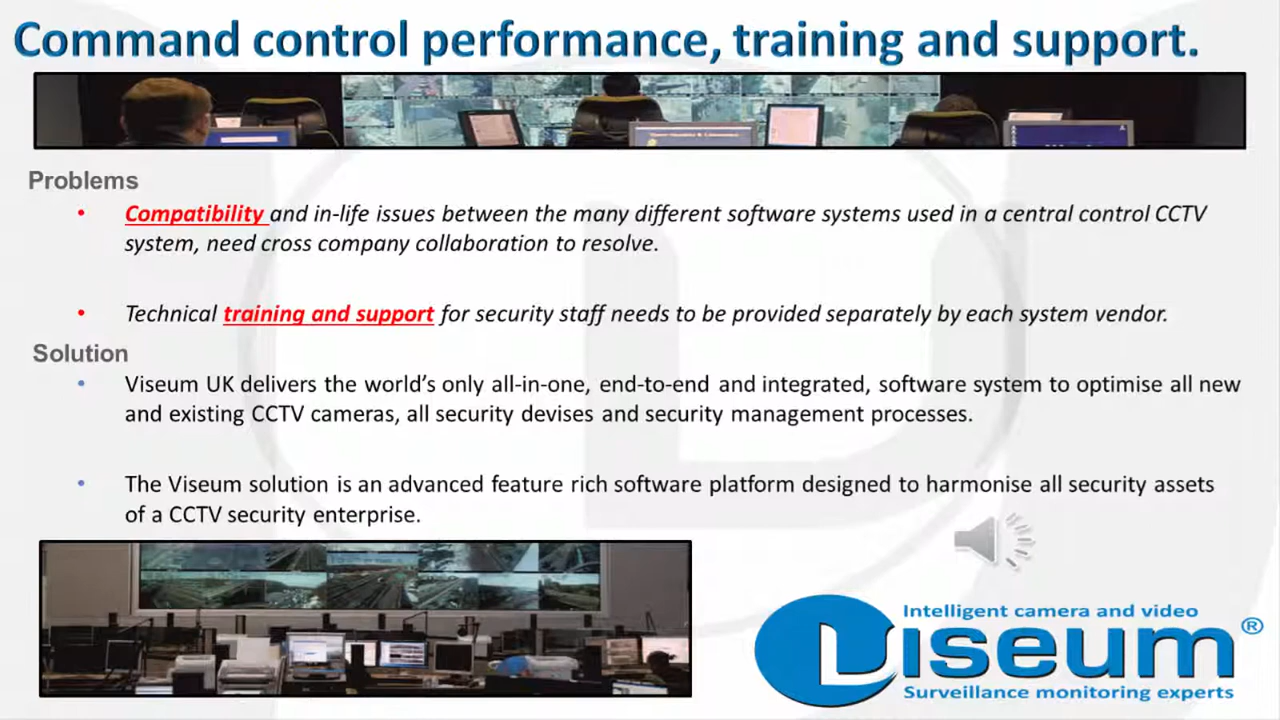 Command control performance, training and support.
Problems
• Compatibility and in-life issues between the many different software systems used in a central control CCTV
system, need cross company collaboration to resolve.
• Technical training and support for security staff needs to be provided separately by each system vendor.
Solution
• Viseum UK delivers the world's only all-in-one, end-to-end and integrated, software system to optimise all new
and existing CCTV cameras, all security devises and security management processes.
• The Viseum solution is an advanced feature rich software platform designed to harmonise all security assets
of a CCTV security enterprise.
Intelligent camera and video
Viseum®
Surveillance monitoring experts